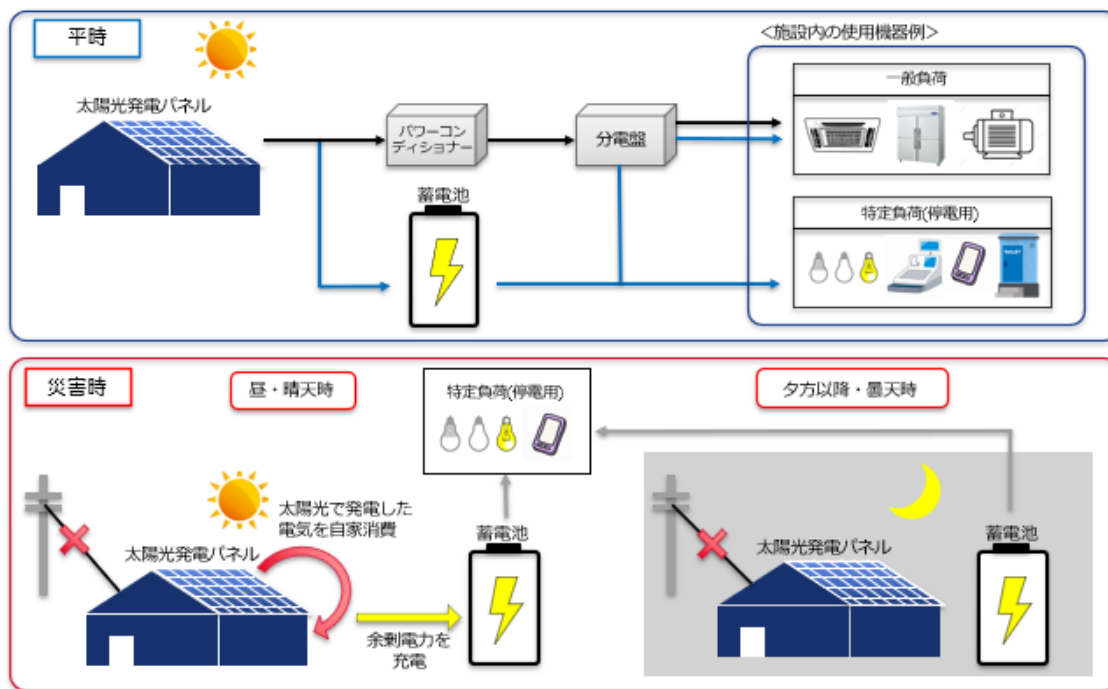 平時
＜施設内の使用機器例＞
一般負荷
太陽光発電パネル
パワーコン
ディショナー
分電盤
蓄電池
特定負荷(停電用)
災害時
昼・晴天時
特定負荷(停電用)
夕方以降・曇天時
太陽光で発電した
電気を自家消費
太陽光発電パネル
蓄電池
余剰電力を
充電
太陽光発電パネル
蓄電池